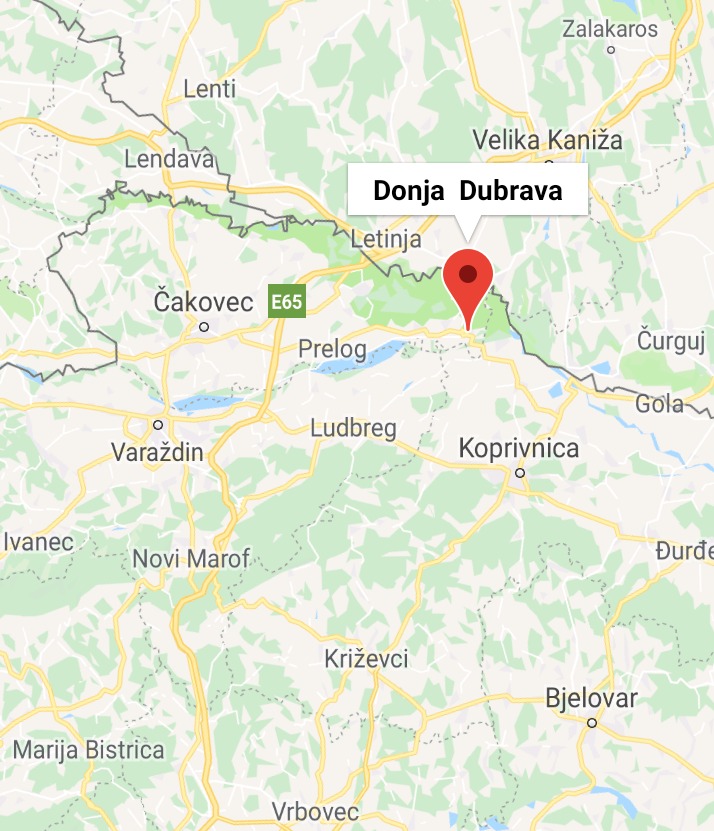 Zalakaros
Lenti
Velika Kaniža
Lendava
Donja Dubrava
Letinja
Čakovec
E65
Prelog
Čurguj
Gola
Ludbreg
Varaždin
Koprivnica
Ivanec
Novi Marof
Đurđe
Križevci
Bjelovar
Marija Bistrica
Vrbovec